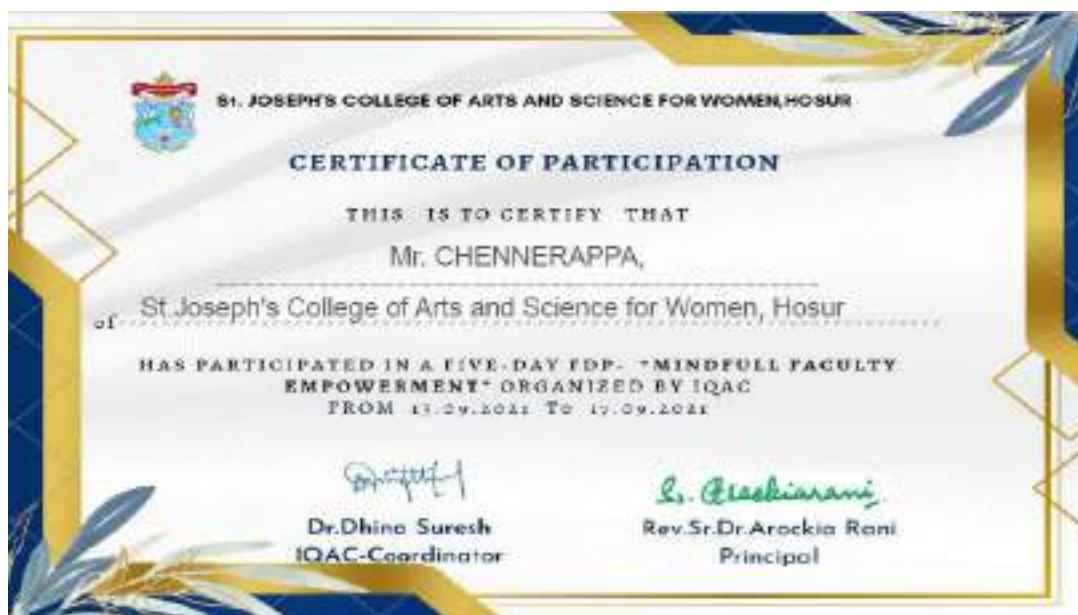 St. JOSEPH'S COLLEGE OF ARTS AND SCIENCE FOR WOMEN, HOSUR
CERTIFICATE OF PARTICIPATION
THIS IS TO CERTIFY THAT
Mr. CHENNERAPPA,
of St.Joseph's College of Arts and Science for Women, Hosur
HAS PARTICIPATED IN A FIVE-DAY FDP- "MINDFULL FACULTY
EMPOWERMENT" ORGANIZED BY IQAC
FROM 13.09.2021 To 17.09.2021
S. Arockiarani
Dr.Dhina Suresh
Rev.Sr.Dr.Arockia Rani
IQAC-Coordinator
Principal